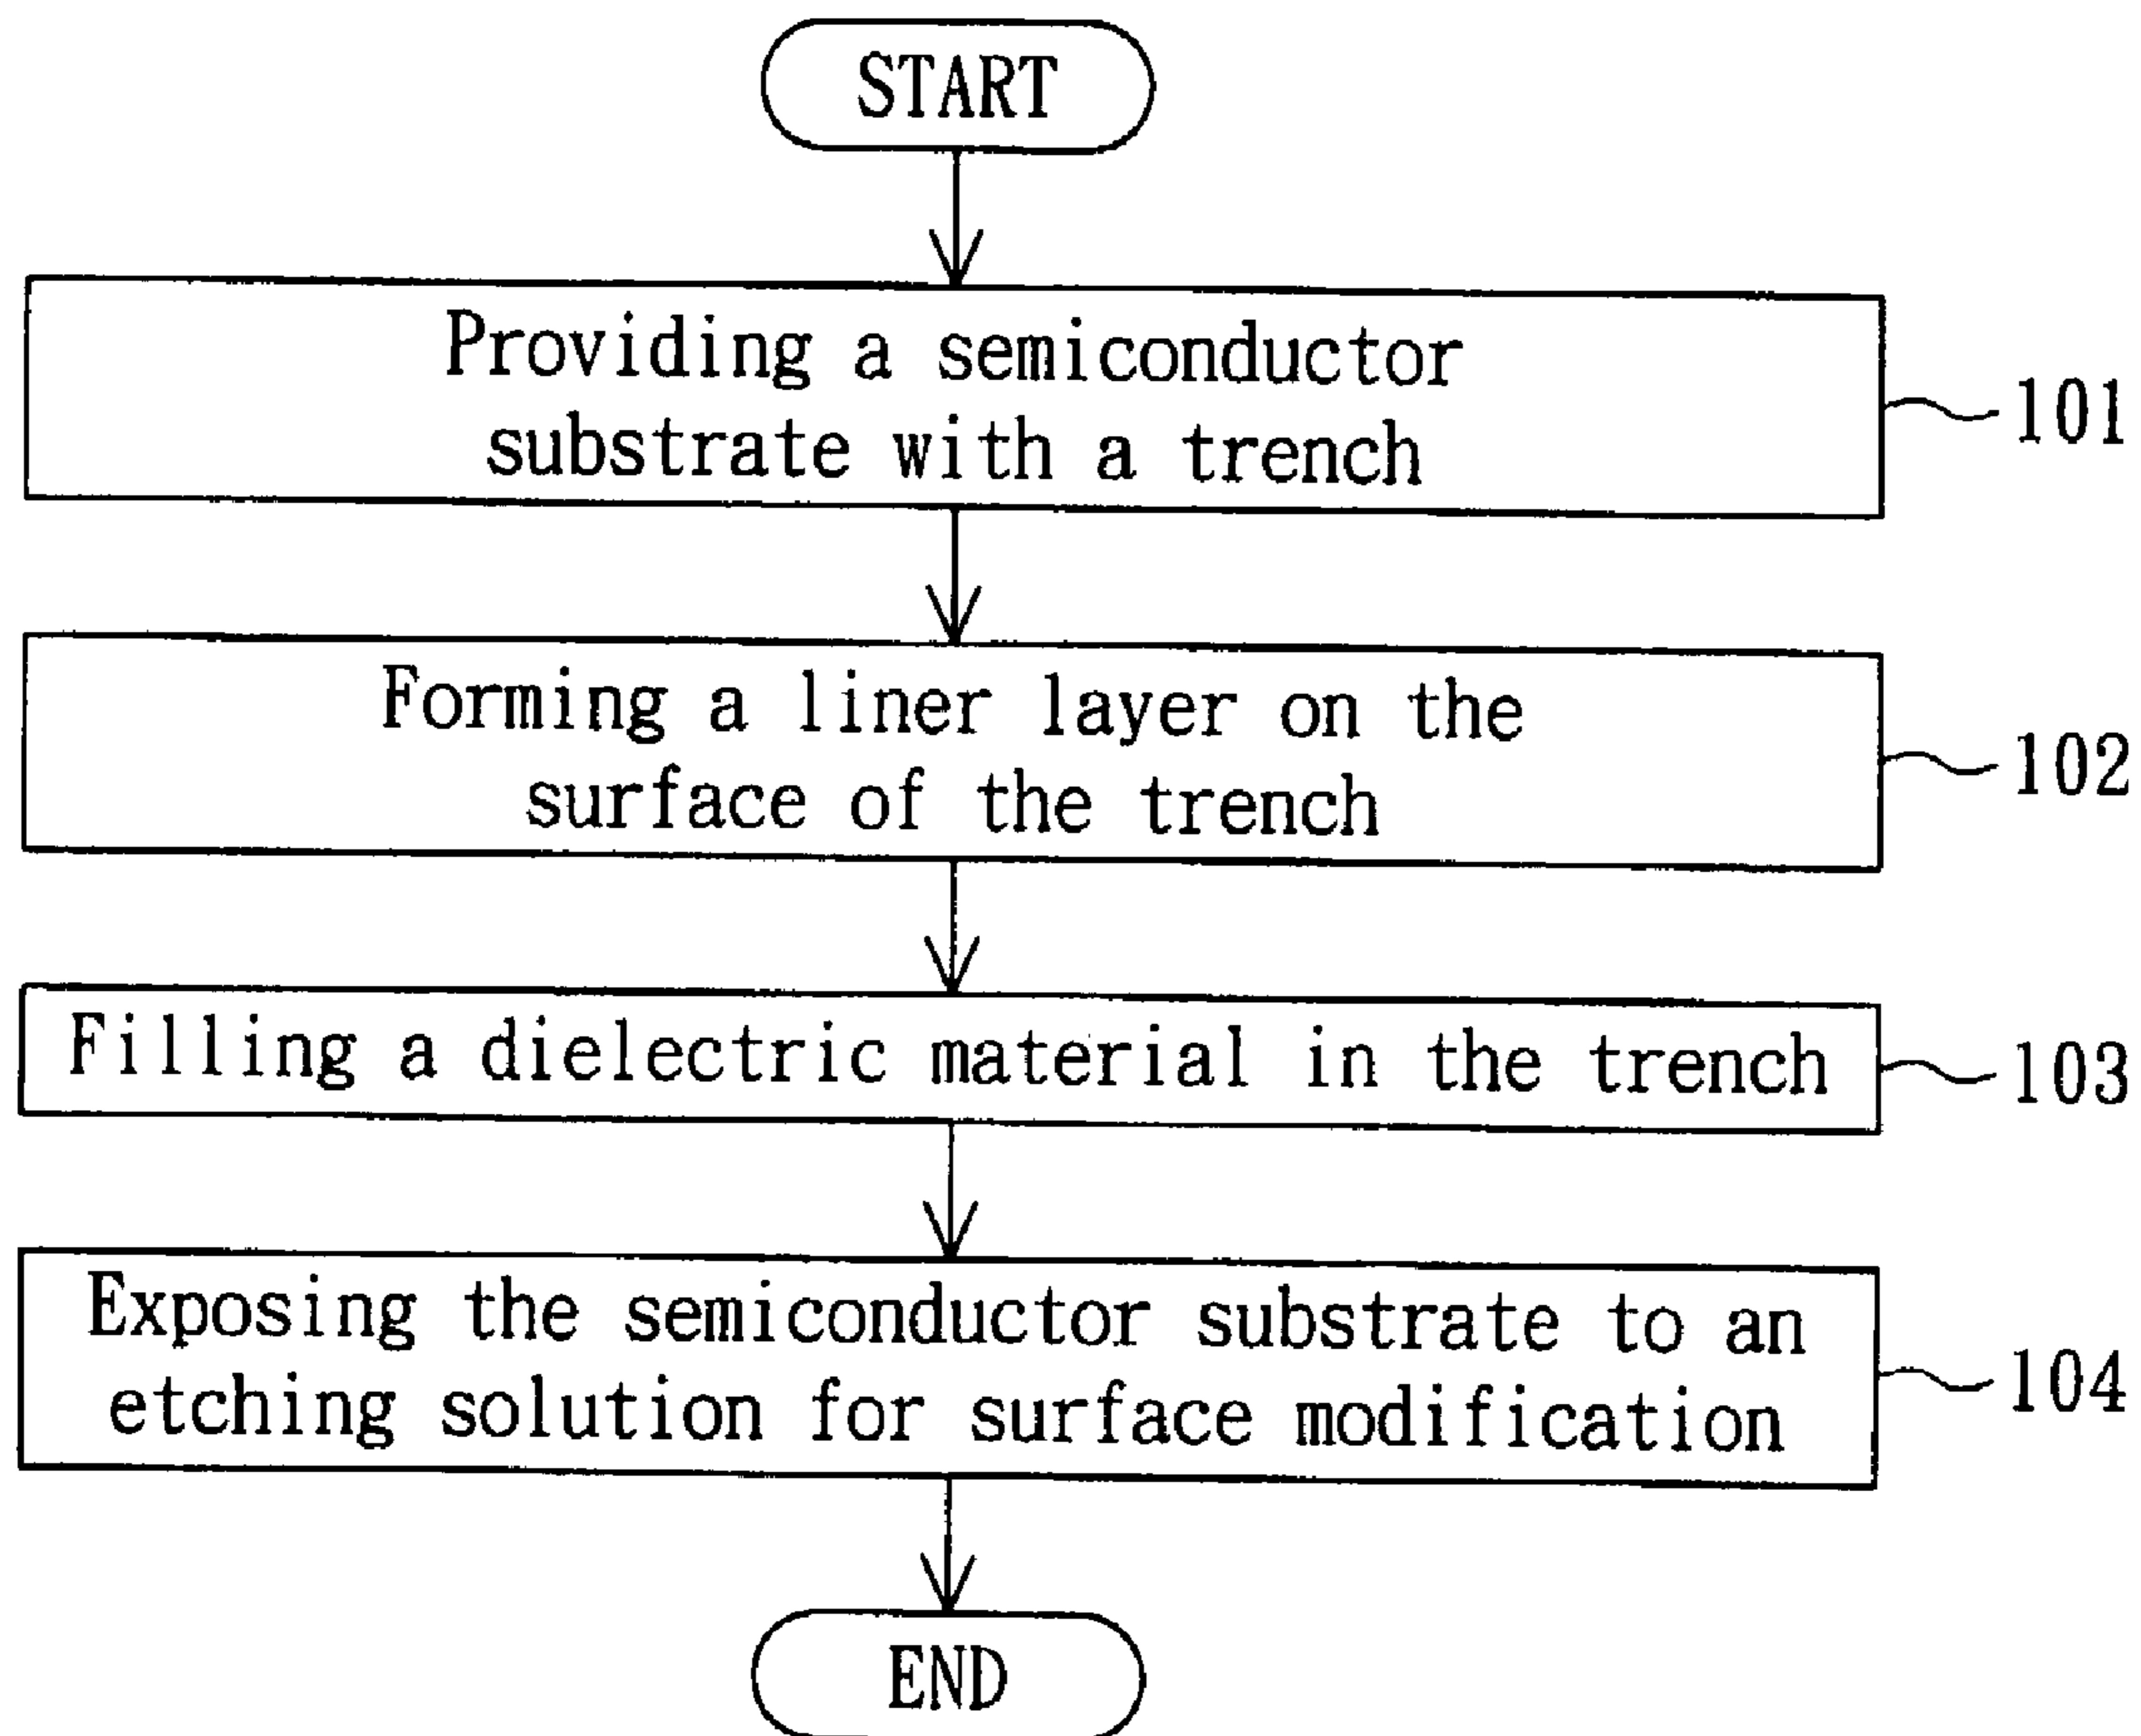 START
Providing a semiconductor
substrate with a trench
101
Forming a liner layer on the
surface of the trench
102
Filling a dielectric material in the trench
103
Exposing the semiconductor substrate to an
etching solution for surface modification
104
END